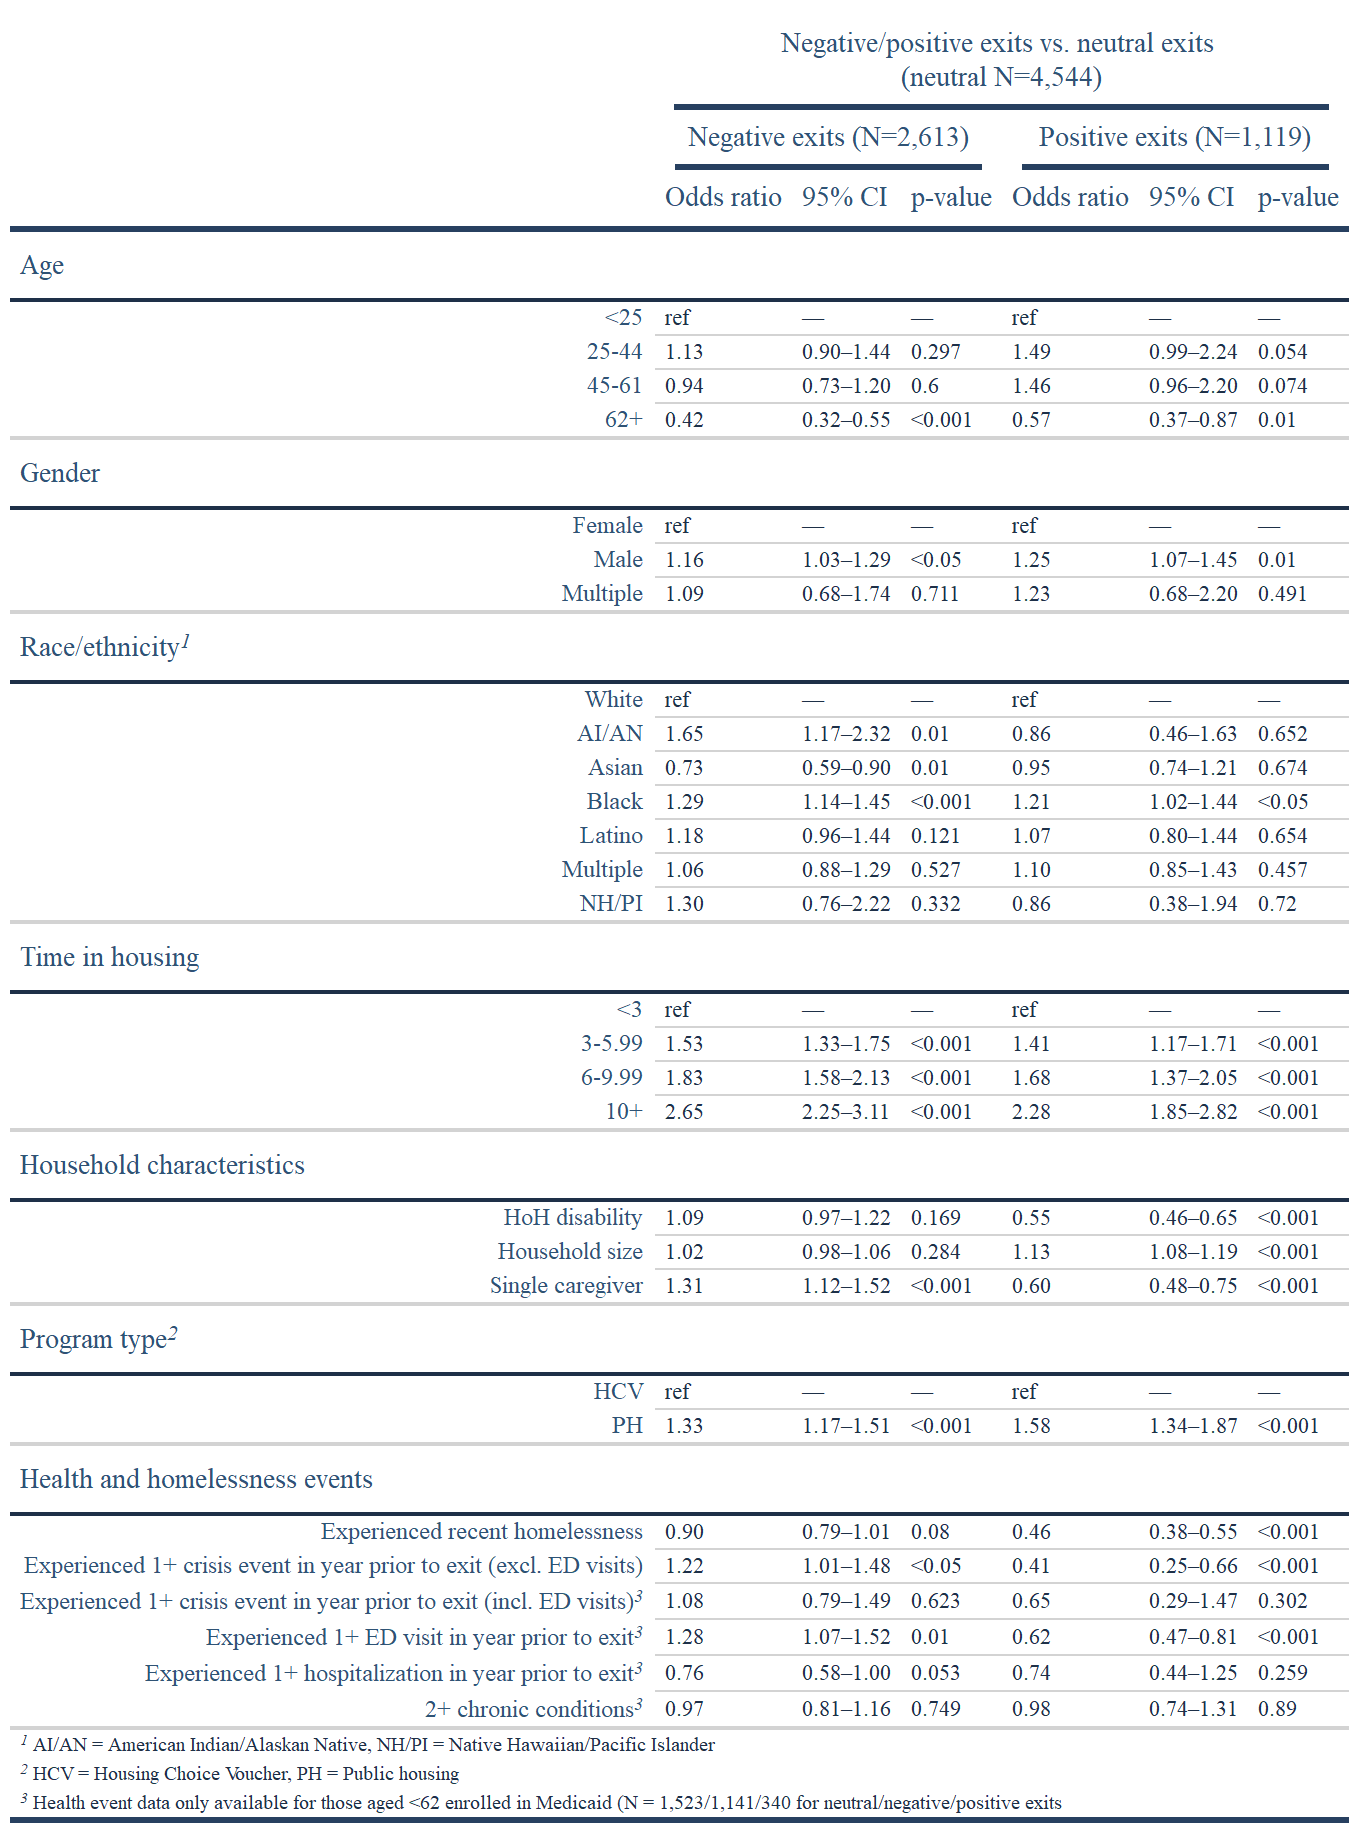 Negative/positive exits vs. neutral exits
(neutral N=4,544)
Negative exits (N=2,613) Positive exits (N=1,119)
Odds ratio 95% CI p-value Odds ratio 95% CI p-value
Age
<25 ref — — ref — —
25-44 1.13 0.90–1.44 0.297 1.49 0.99–2.24 0.054
45-61 0.94 0.73–1.20 0.6 1.46 0.96–2.20 0.074
62+ 0.42 0.32–0.55 <0.001 0.57 0.37–0.87 0.01
Gender
Female ref — — ref — —
Male 1.16 1.03–1.29 <0.05 1.25 1.07–1.45 0.01
Multiple 1.09 0.68–1.74 0.711 1.23 0.68–2.20 0.491
Race/ethnicity1
White ref — — ref — —
AI/AN 1.65 1.17–2.32 0.01 0.86 0.46–1.63 0.652
Asian 0.73 0.59–0.90 0.01 0.95 0.74–1.21 0.674
Black 1.29 1.14–1.45 <0.001 1.21 1.02–1.44 <0.05
Latino 1.18 0.96–1.44 0.121 1.07 0.80–1.44 0.654
Multiple 1.06 0.88–1.29 0.527 1.10 0.85–1.43 0.457
NH/PI 1.30 0.76–2.22 0.332 0.86 0.38–1.94 0.72
Time in housing
<3 ref — — ref — —
3-5.99 1.53 1.33–1.75 <0.001 1.41 1.17–1.71 <0.001
6-9.99 1.83 1.58–2.13 <0.001 1.68 1.37–2.05 <0.001
10+ 2.65 2.25–3.11 <0.001 2.28 1.85–2.82 <0.001
Household characteristics
HoH disability 1.09 0.97–1.22 0.169 0.55 0.46–0.65 <0.001
Household size 1.02 0.98–1.06 0.284 1.13 1.08–1.19 <0.001
Single caregiver 1.31 1.12–1.52 <0.001 0.60 0.48–0.75 <0.001
Program type2
HCV ref — — ref — —
PH 1.33 1.17–1.51 <0.001 1.58 1.34–1.87 <0.001
Health and homelessness events
Experienced recent homelessness 0.90 0.79–1.01 0.08 0.46 0.38–0.55 <0.001
Experienced 1+ crisis event in year prior to exit (excl. ED visits) 1.22 1.01–1.48 <0.05 0.41 0.25–0.66 <0.001
Experienced 1+ crisis event in year prior to exit (incl. ED visits)3 1.08 0.79–1.49 0.623 0.65 0.29–1.47 0.302
Experienced 1+ ED visit in year prior to exit3 1.28 1.07–1.52 0.01 0.62 0.47–0.81 <0.001
Experienced 1+ hospitalization in year prior to exit3 0.76 0.58–1.00 0.053 0.74 0.44–1.25 0.259
2+ chronic conditions3 0.97 0.81–1.16 0.749 0.98 0.74–1.31 0.89
1 AI/AN = American Indian/Alaskan Native, NH/PI = Native Hawaiian/Pacific Islander
2 HCV = Housing Choice Voucher, PH = Public housing
3 Health event data only available for those aged <62 enrolled in Medicaid (N = 1,523/1,141/340 for neutral/negative/positive exits